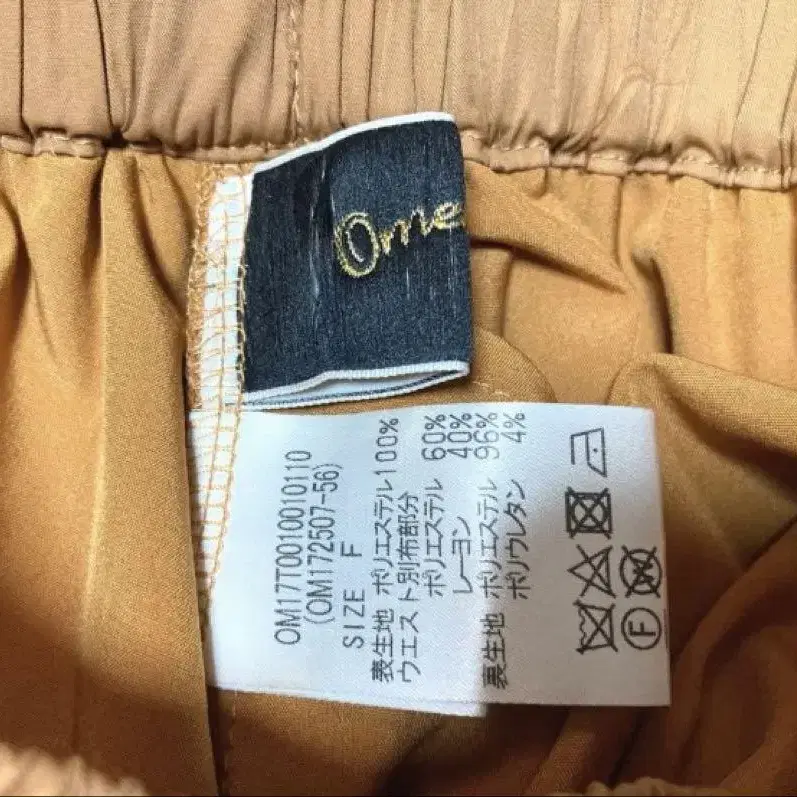 Ome
OM17T0010010110
(OM172507-56)
SIZE F
表生地 ポリエステル100%
ウエスト別布部分
ポリエステル 60%
レーヨン 40%
裏生地 ポリエステル 96%
ポリウレタン 4%
F